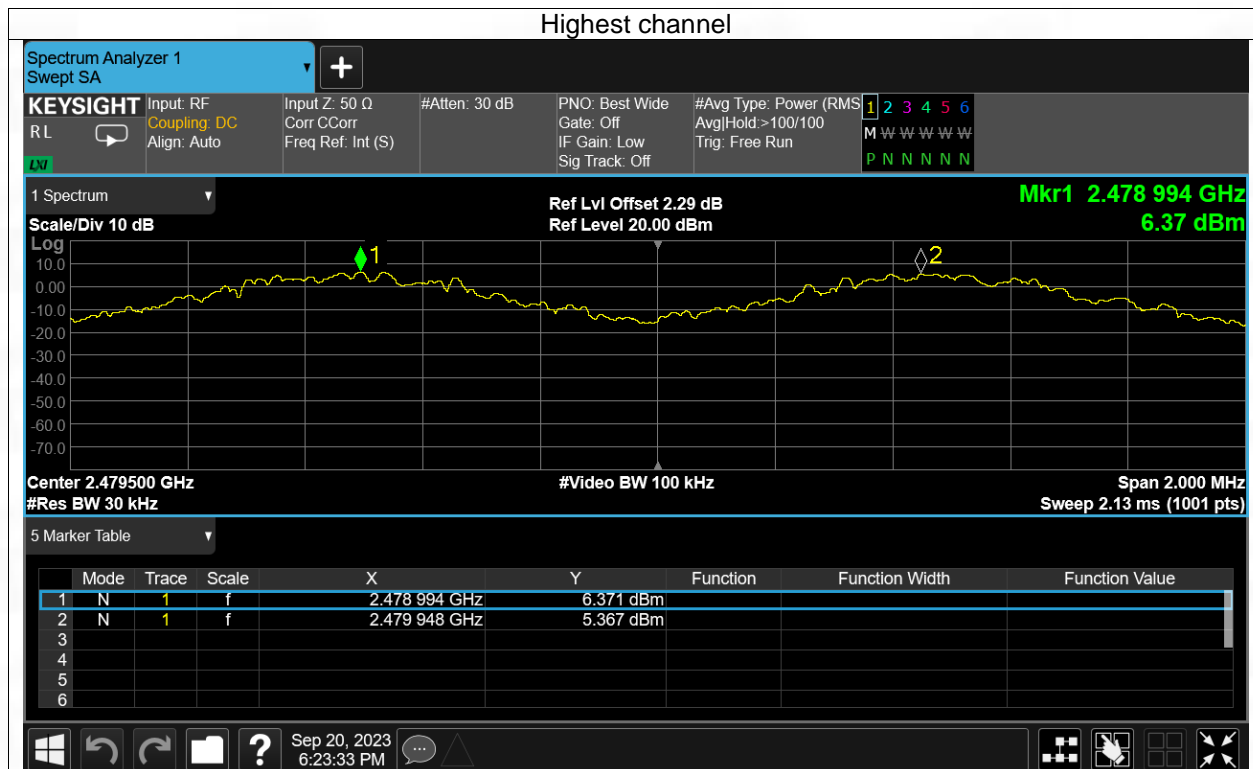 Highest channel
Spectrum Analyzer 1
Swept SA
+
KEYSIGHT Input: RF Input Z: 50 Ω #Atten: 30 dB PNO: Best Wide #Avg Type: Power (RMS 1 2 3 4 5 6
RL Coupling: DC Corr CCorr Gate: Off Avg|Hold:>100/100 M W W W W W
Align: Auto Freq Ref: Int (S) IF Gain: Low Trig: Free Run
LXI Sig Track: Off P N N N N N
1 Spectrum Ref Lvl Offset 2.29 dB Mkr1 2.478 994 GHz
Scale/Div 10 dB Ref Level 20.00 dBm 6.37 dBm
Log
1 2
10.0
0.00
-10.0
-20.0
-30.0
-40.0
-50.0
-60.0
-70.0
Center 2.479500 GHz #Video BW 100 kHz Span 2.000 MHz
#Res BW 30 kHz Sweep 2.13 ms (1001 pts)
5 Marker Table
Mode Trace Scale X Y Function Function Width Function Value
1 N 1 f 2.478 994 GHz 6.371 dBm
2 N 1 f 2.479 948 GHz 5.367 dBm
3
4
5
6
? Sep 20, 2023
6:23:33 PM